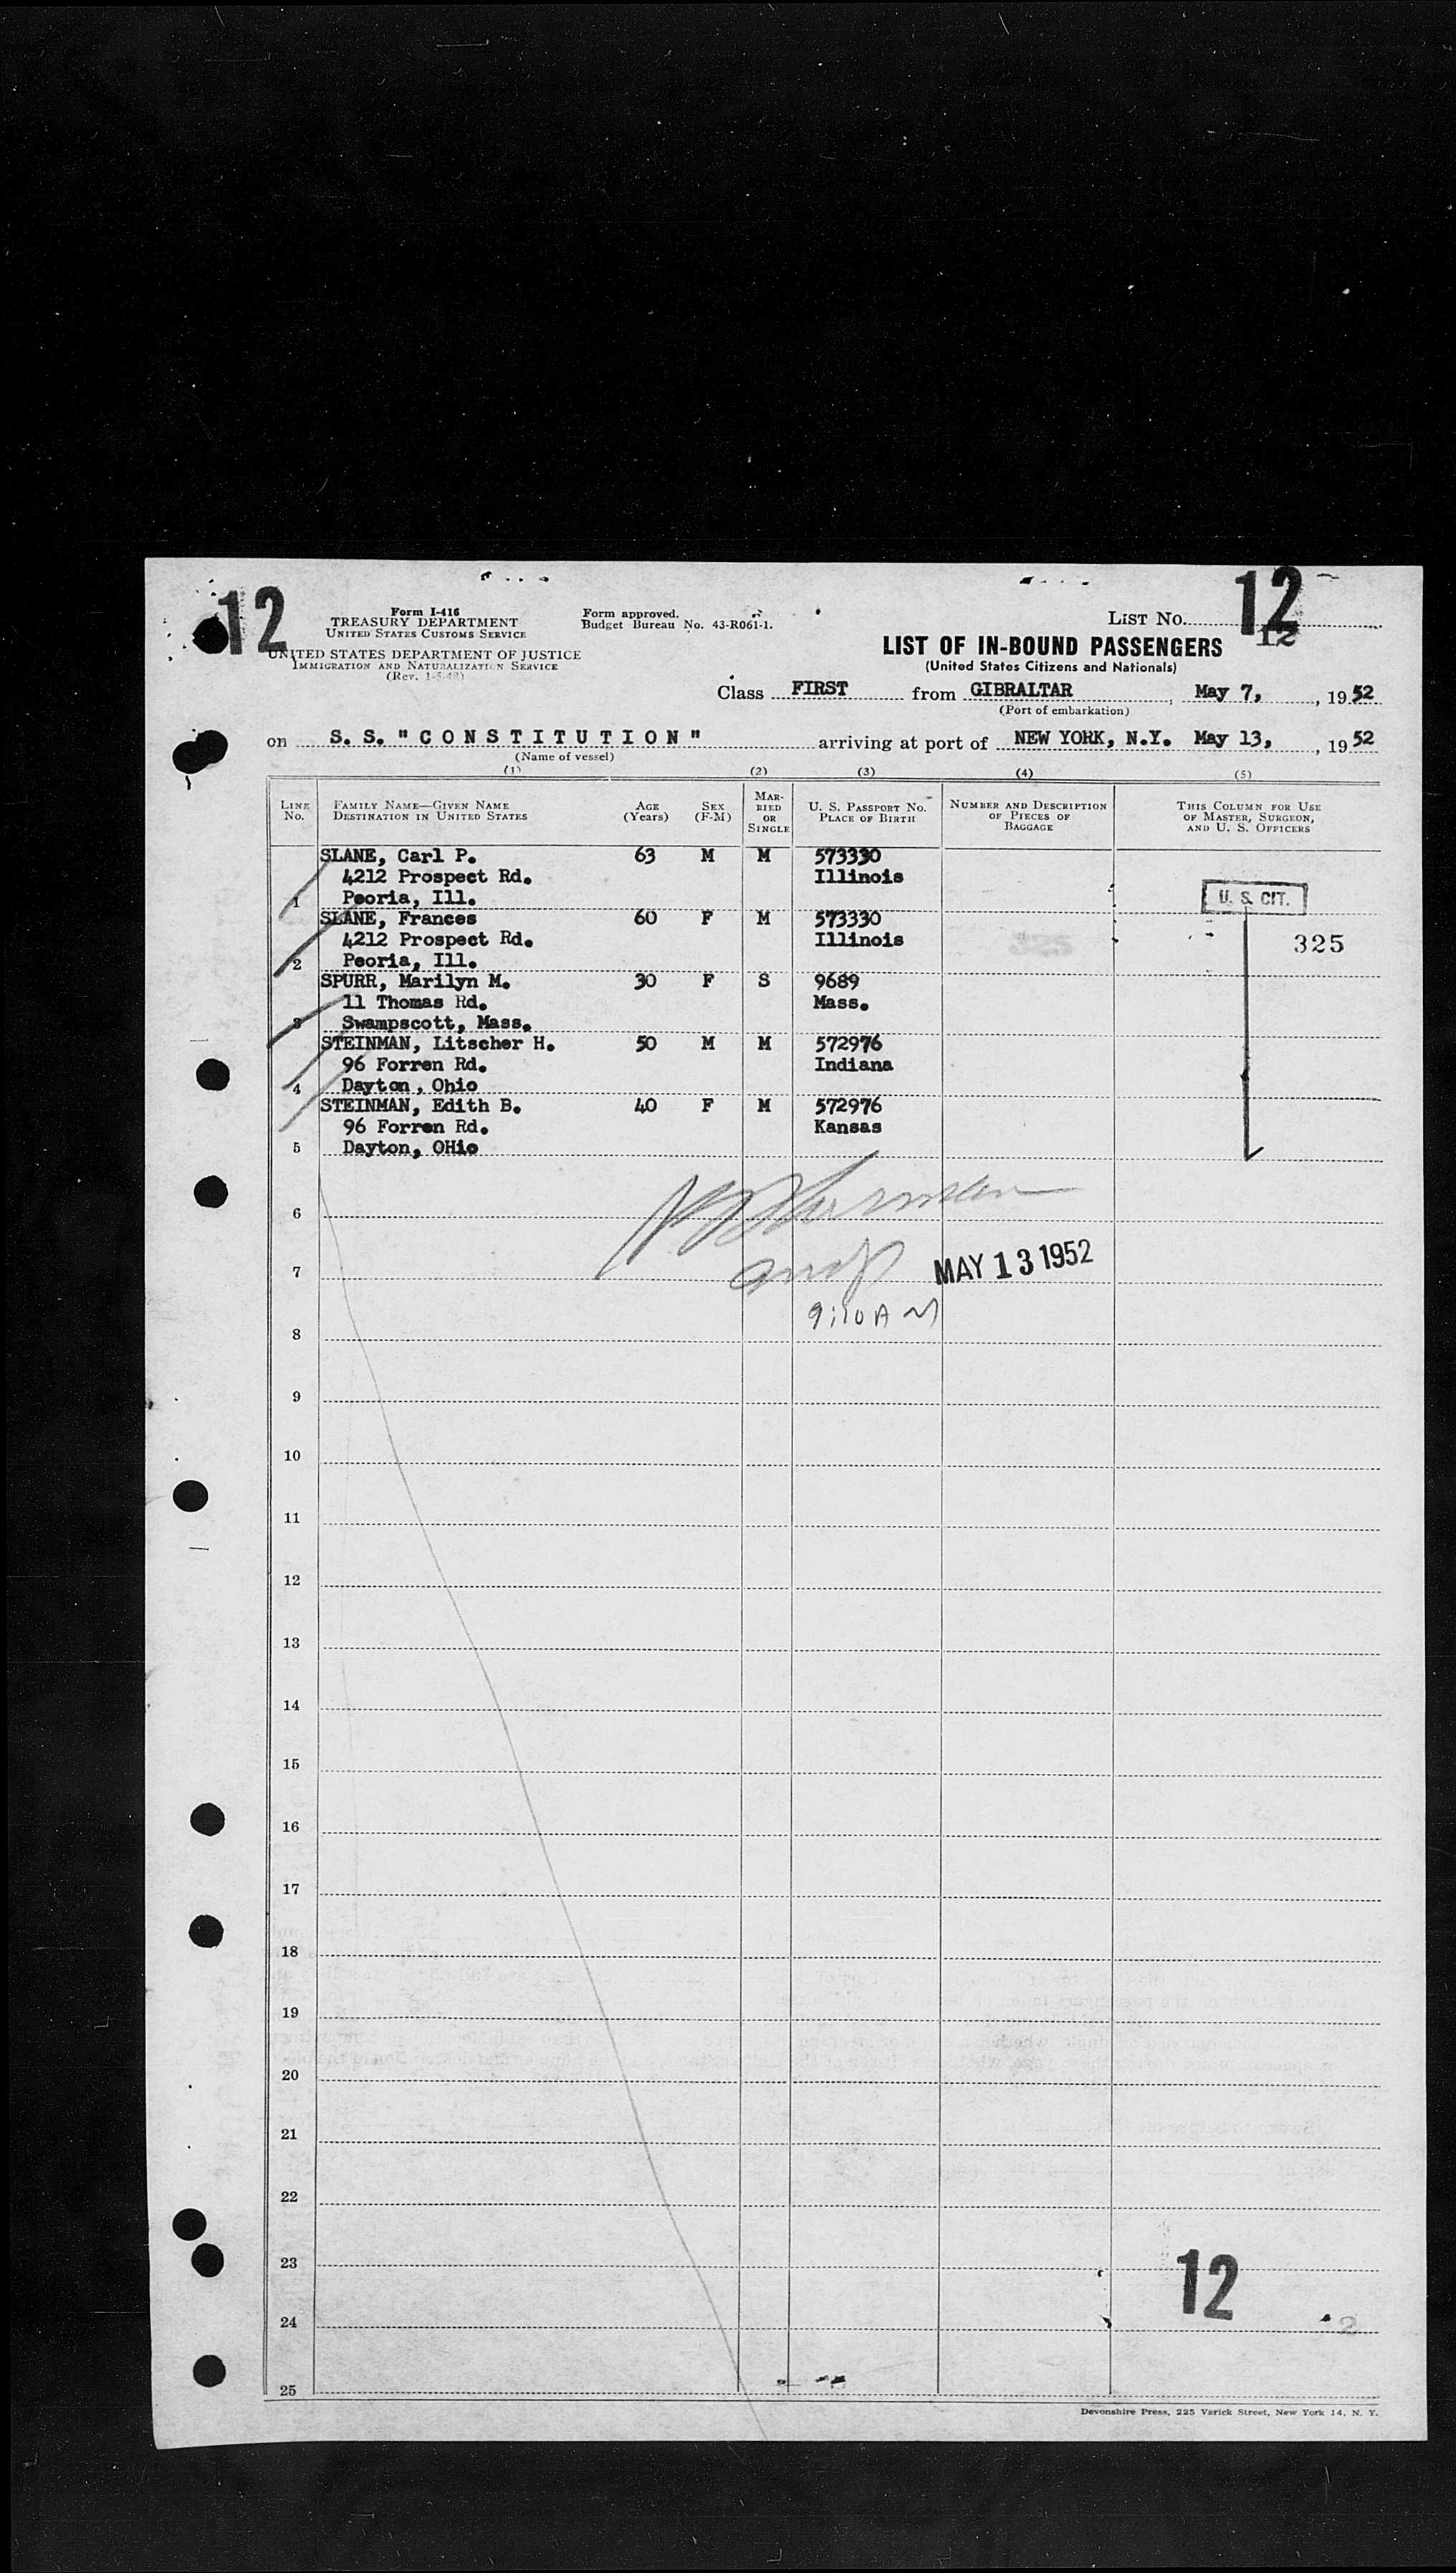 12
Form I-416
TREASURY DEPARTMENT
UNITED STATES CUSTOMS SERVICE
UNITED STATES DEPARTMENT OF JUSTICE
IMMIGRATION AND NATURALIZATION SERVICE
(Rev. 1-5-48)
Form approved.
Budget Bureau No. 43-R061-1.
LIST No. 12
12
LIST OF IN-BOUND PASSENGERS
(United States Citizens and Nationals)
Class FIRST from GIBRALTAR, May 7, , 1952
(Port of embarkation)
on S. S. "CONSTITUTION" arriving at port of NEW YORK, N.Y. May 13, , 1952
(Name of vessel)
(1) (2) (3) (4) (5)
LINE No. FAMILY NAME—GIVEN NAME DESTINATION IN UNITED STATES AGE (Years) SEX (F-M) MARRIED OR SINGLE U. S. PASSPORT No. PLACE OF BIRTH NUMBER AND DESCRIPTION OF PIECES OF BAGGAGE THIS COLUMN FOR USE OF MASTER, SURGEON, AND U. S. OFFICERS
SLANE, Carl P. 63 M M 573330
4212 Prospect Rd. Illinois
1 Peoria, Ill. U. S. CIT.
SLANE, Frances 60 F M 573330
4212 Prospect Rd. Illinois 325 325
2 Peoria, Ill.
SPURR, Marilyn M. 30 F S 9689
11 Thomas Rd. Mass.
3 Swampscott, Mass.
STEINMAN, Litscher H. 50 M M 572976
96 Forren Rd. Indiana
4 Dayton, Ohio
STEINMAN, Edith B. 40 F M 572976
96 Forren Rd. Kansas
5 Dayton, OHio
6
7 MAY 13 1952
9:10 AM
8
9
10
11
12
13
14
15
16
17
18
19
20
21
22
23
12
24 2
25
Devonshire Press, 225 Varick Street, New York 14, N. Y.